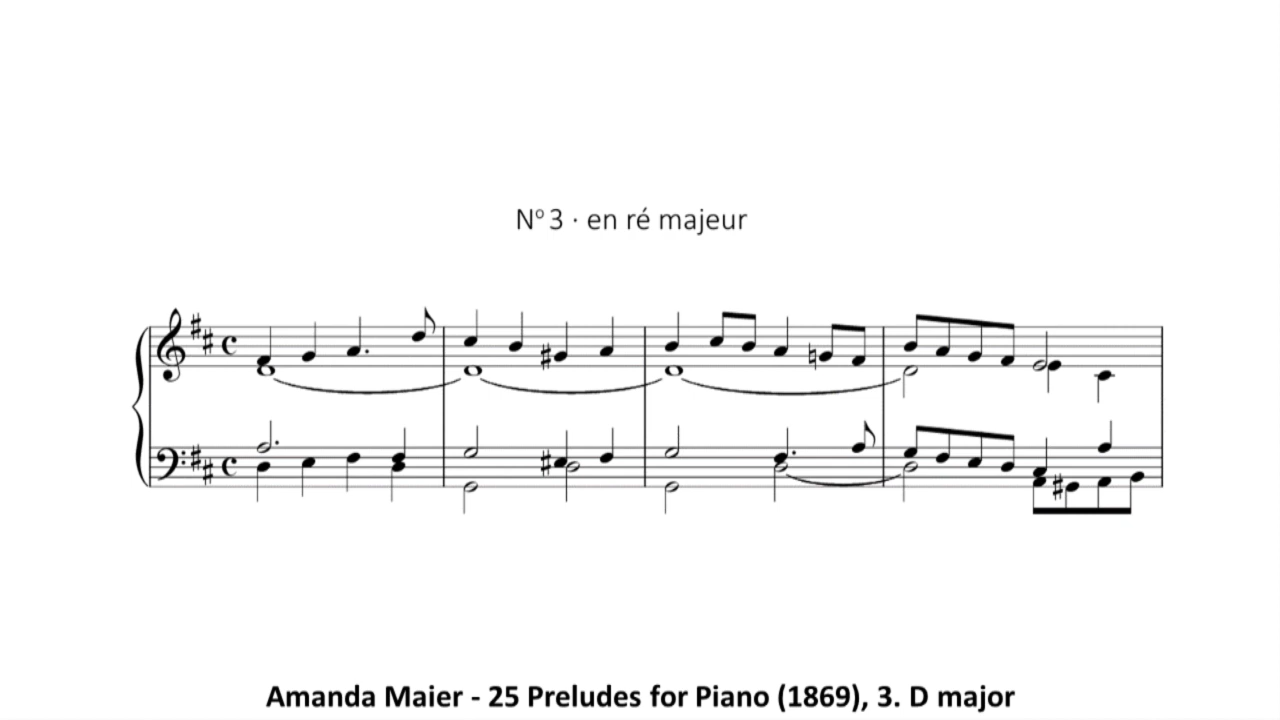 Nº 3 · en ré majeur
Amanda Maier - 25 Preludes for Piano (1869), 3. D major